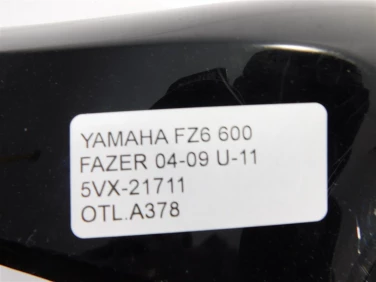 YAMAHA FZ6 600
FAZER 04-09 U-11
5VX-21711
OTL.A378